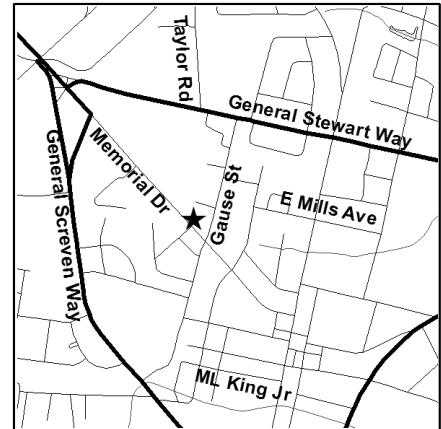 Taylor Rd
General Stewart Way
General Screven Way
Memorial Dr
Gause St
E Mills Ave
ML King Jr